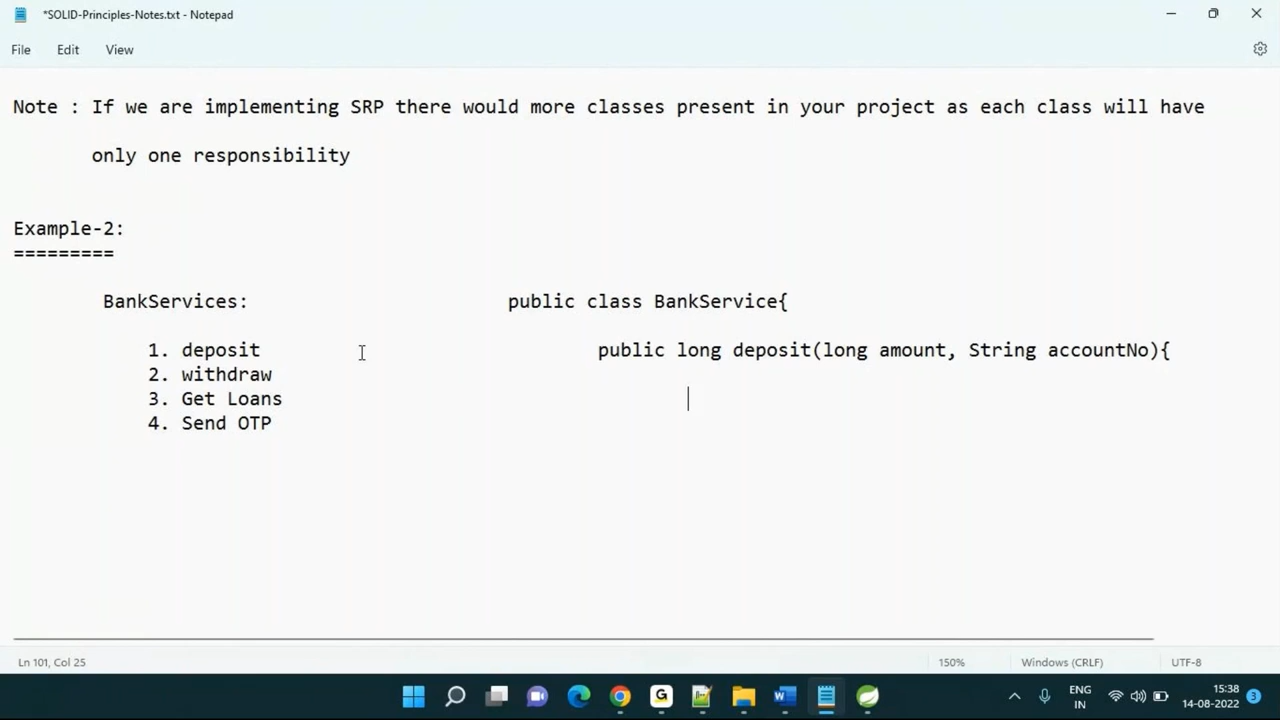 *SOLID-Principles-Notes.txt - Notepad
File Edit View
Note : If we are implementing SRP there would more classes present in your project as each class will have
only one responsibility
Example-2:
=========
BankServices: public class BankService{
1. deposit public long deposit(long amount, String accountNo){
2. withdraw
3. Get Loans
4. Send OTP
Ln 101, Col 25 150% Windows (CRLF) UTF-8
G W ENG IN 15:38 14-08-2022 3